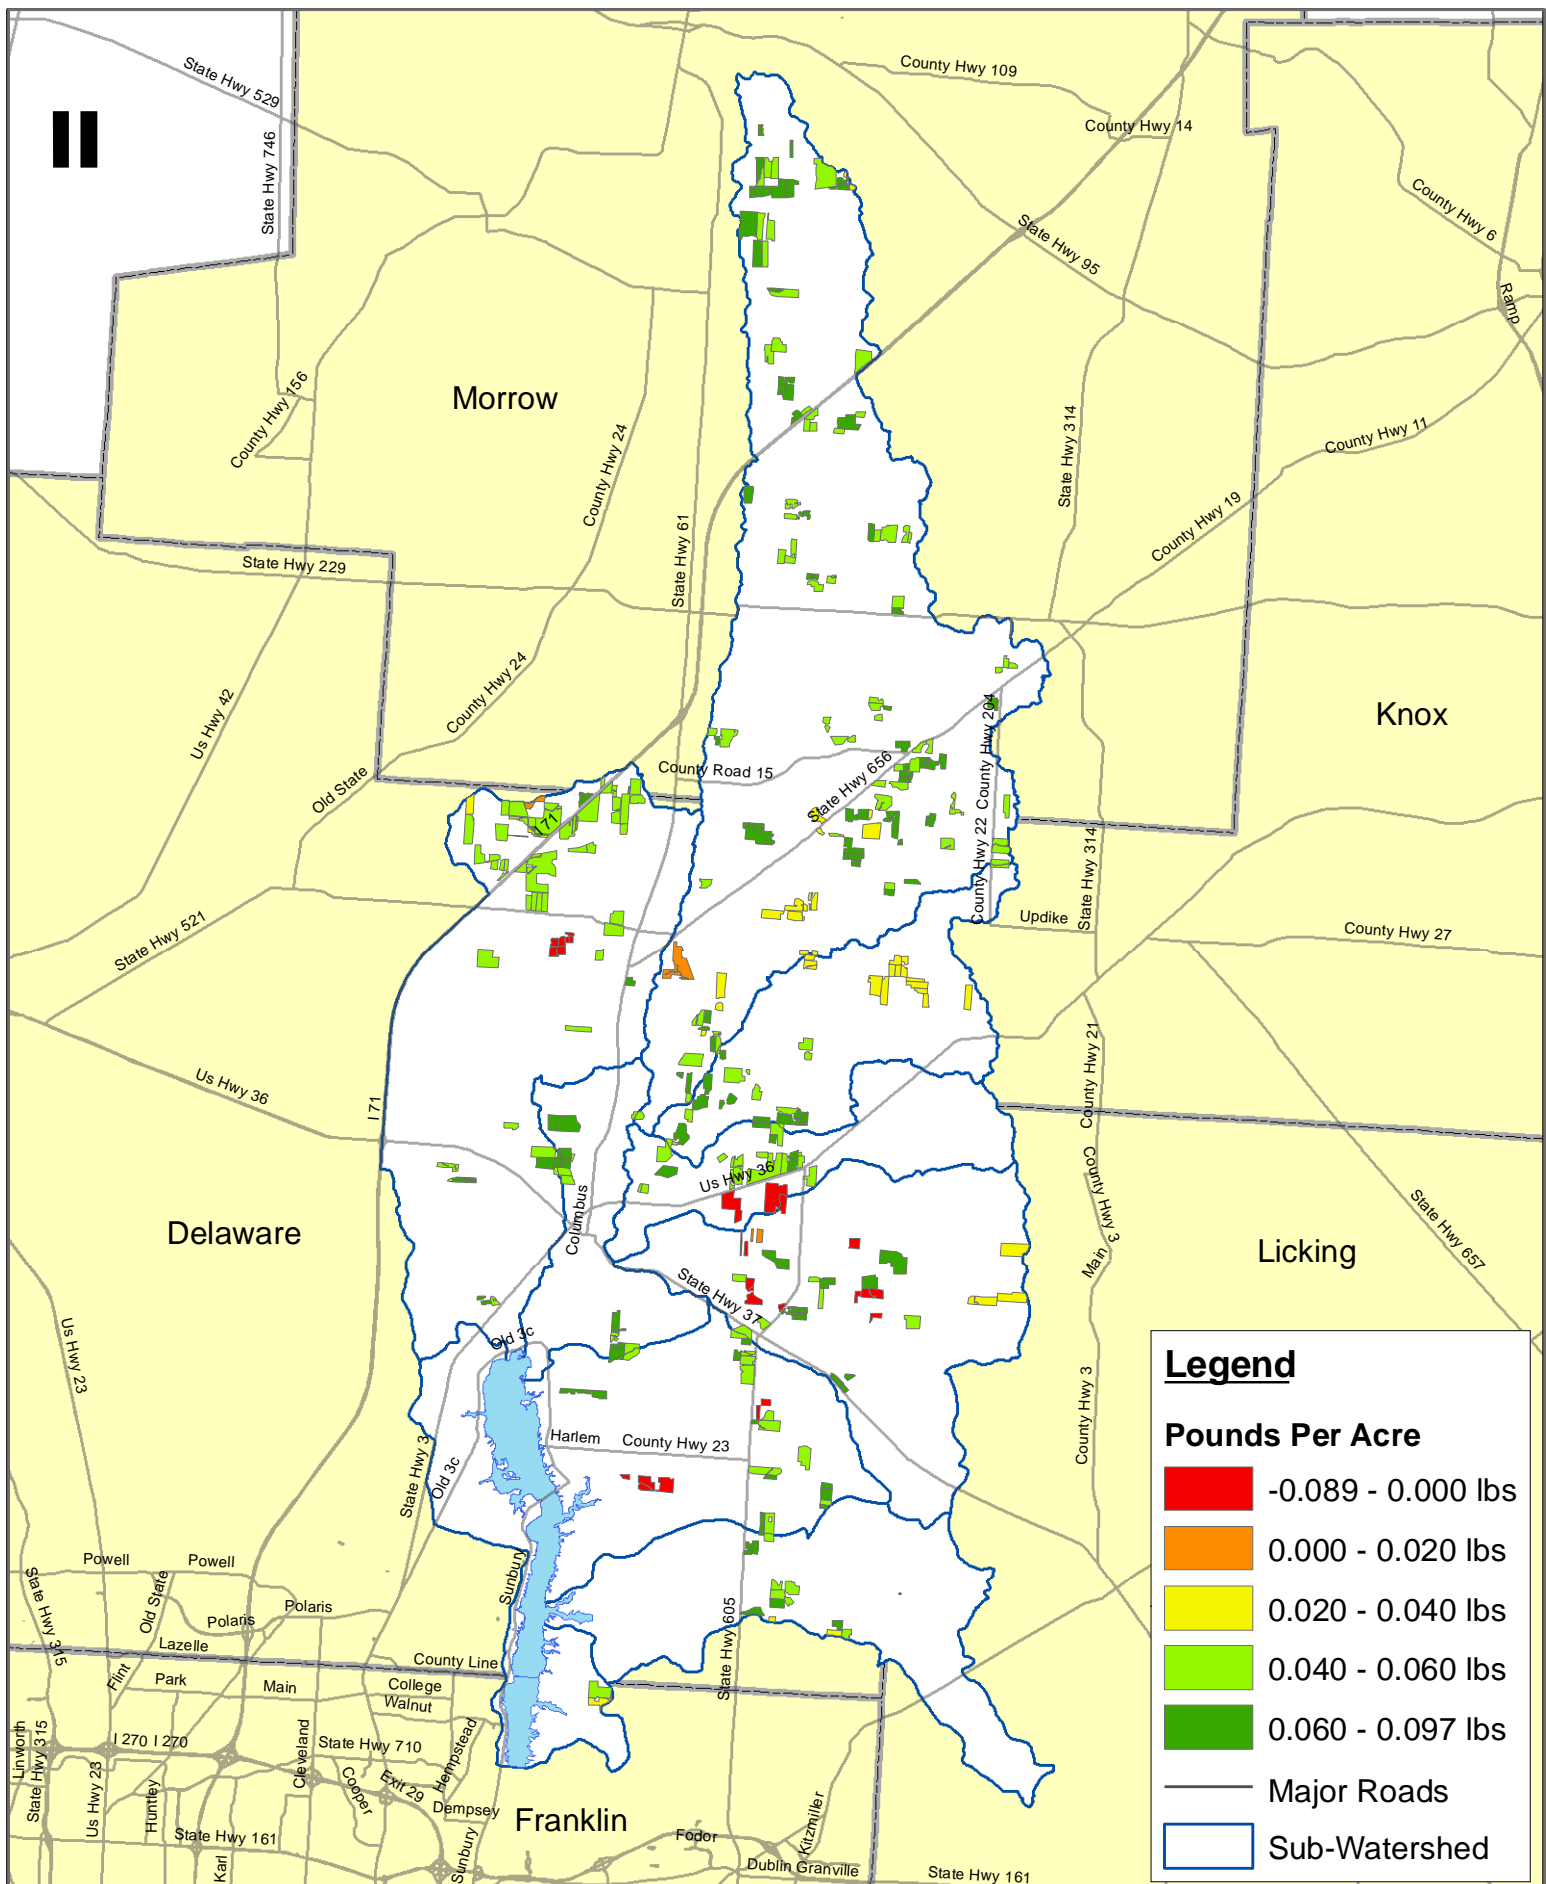 II
State Hwy 529
State Hwy 746
County Hwy 109
County Hwy 14
County Hwy 6
State Hwy 95
Ramp
Morrow
County Hwy 156
County Hwy 24
State Hwy 314
County Hwy 11
County Hwy 19
State Hwy 61
State Hwy 229
County Hwy 24
Us Hwy 42
Knox
Old State
County Road 15
State Hwy 656
County Hwy 204
I 71
County Hwy 22
State Hwy 314
Updike
State Hwy 521
County Hwy 27
County Hwy 21
Us Hwy 36
I 71
County Hwy 3
Us Hwy 36
Columbus
Delaware
Licking
State Hwy 657
Main
State Hwy 37
Us Hwy 23
Old 3c
County Hwy 3
Harlem
County Hwy 23
State Hwy 3
Old 3c
Sunbury
Powell
Powell
State Hwy 315
Old State
Polaris
Polaris
Lazelle
State Hwy 605
County Line
Flint
Park
Main
College
Walnut
Linworth
State Hwy 315
I 270 I 270
Cleveland
State Hwy 710
Hempstead
Us Hwy 23
Huntley
Cooper
Exit 29
Dempsey
Franklin
Kitzmiller
State Hwy 161
Karl
Sunbury
Fodor
Dublin Granville
State Hwy 161
Legend
Pounds Per Acre
-0.089 - 0.000 lbs
0.000 - 0.020 lbs
0.020 - 0.040 lbs
0.040 - 0.060 lbs
0.060 - 0.097 lbs
Major Roads
Sub-Watershed